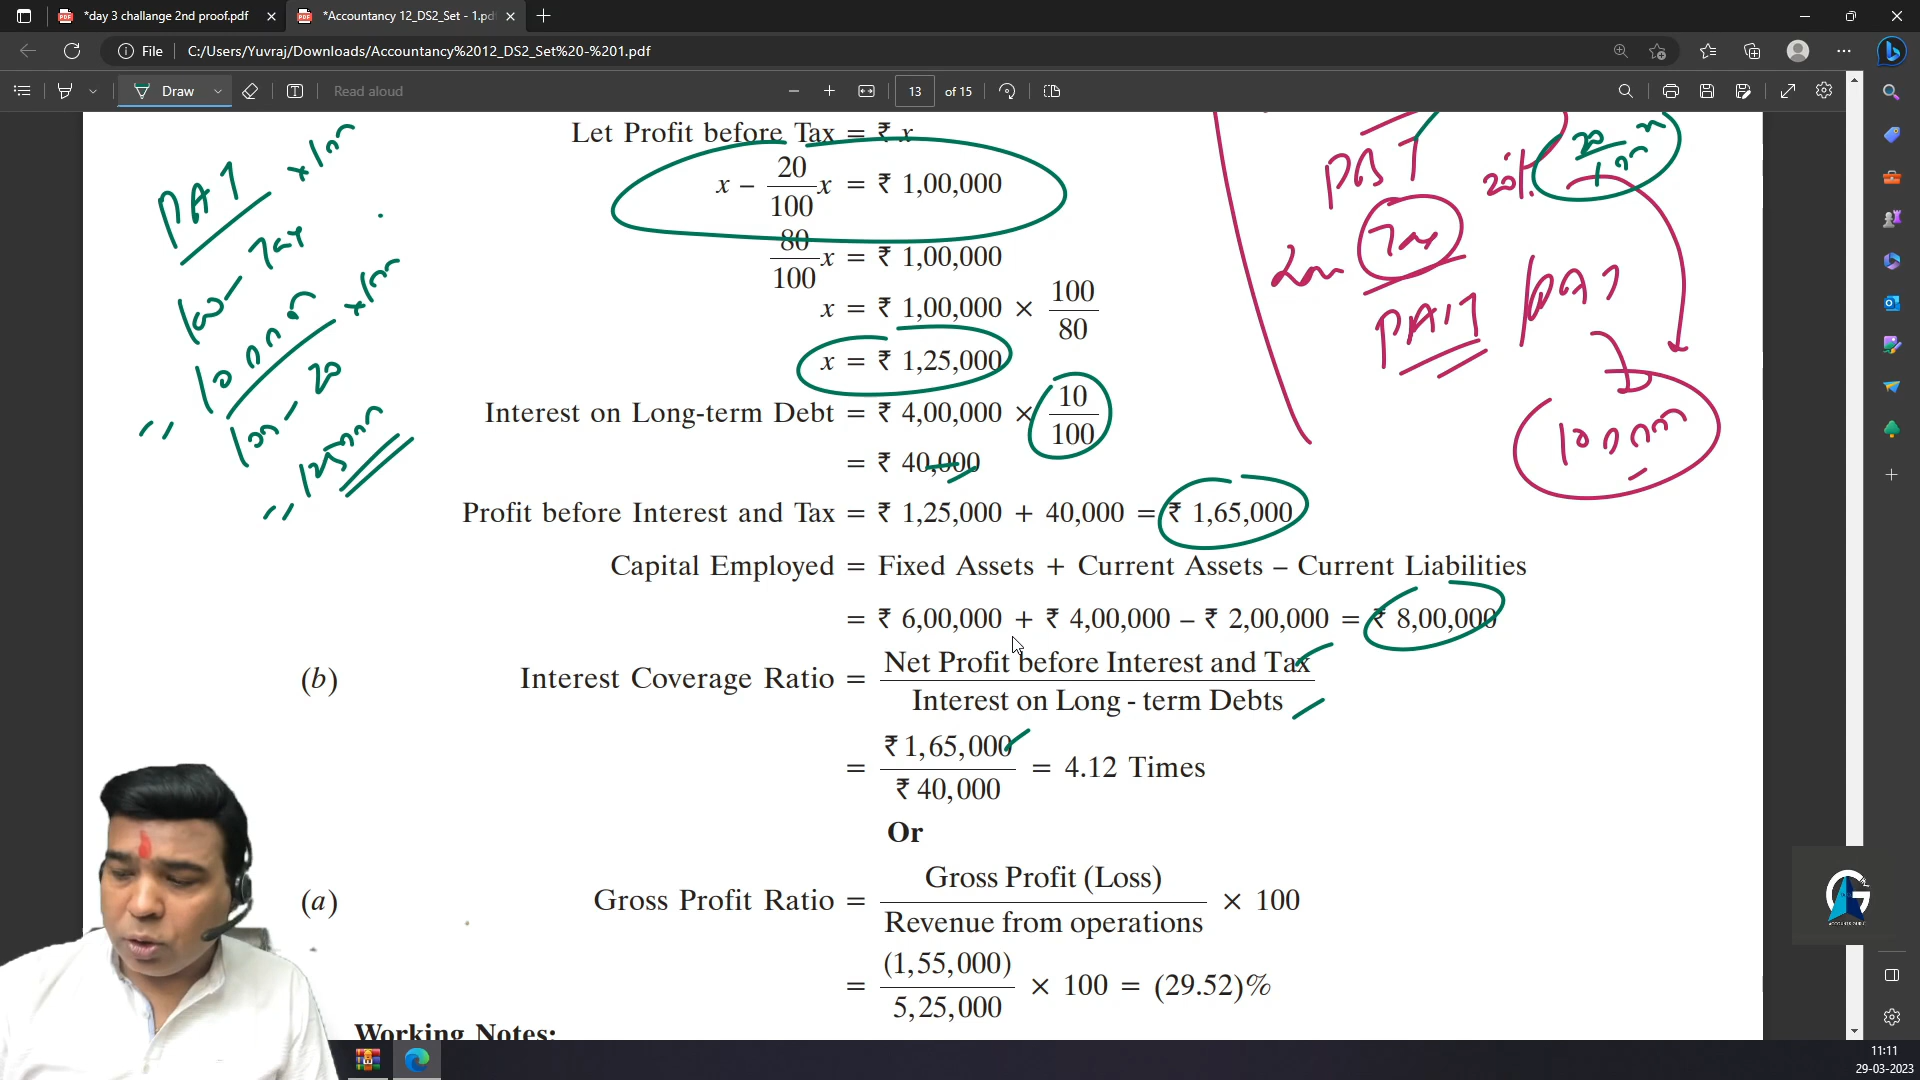 *day 3 challange 2nd proof.pdf
*Accountancy 12_DS2_Set - 1.pdf
File C:/Users/Yuvraj/Downloads/Accountancy%2012_DS2_Set%20-%201.pdf
Draw Read aloud 13 of 15
Let Profit before Tax = ₹ x
x – 20/100 x = ₹ 1,00,000
80/100 x = ₹ 1,00,000
x = ₹ 1,00,000 × 100/80
x = ₹ 1,25,000
Interest on Long-term Debt = ₹ 4,00,000 × 10/100
= ₹ 40,000
Profit before Interest and Tax = ₹ 1,25,000 + 40,000 = ₹ 1,65,000
Capital Employed = Fixed Assets + Current Assets – Current Liabilities
= ₹ 6,00,000 + ₹ 4,00,000 – ₹ 2,00,000 = ₹ 8,00,000
(b) Interest Coverage Ratio = Net Profit before Interest and Tax / Interest on Long - term Debts
= ₹ 1,65,000 / ₹ 40,000 = 4.12 Times
Or
(a) Gross Profit Ratio = Gross Profit (Loss) / Revenue from operations × 100
= (1,55,000) / 5,25,000 × 100 = (29.52)%
Working Notes:
PAT
Tax
20
PBT
20%
Tax
PAT
11:11
29-03-2023